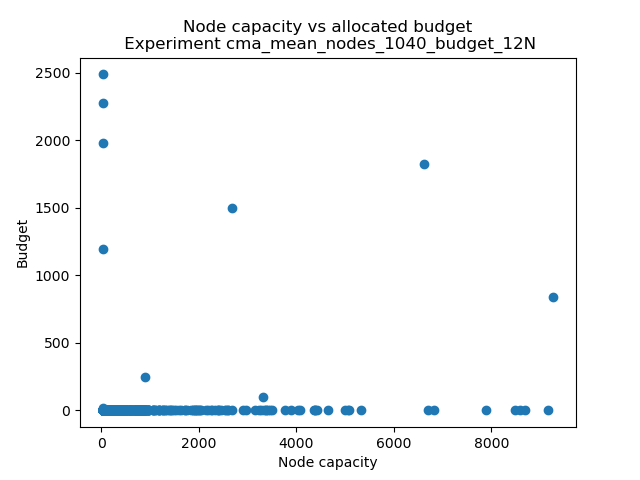 Node capacity vs allocated budget
Experiment cma_mean_nodes_1040_budget_12N
2500
2000
1500
1000
500
0
Budget
0 2000 4000 6000 8000
Node capacity